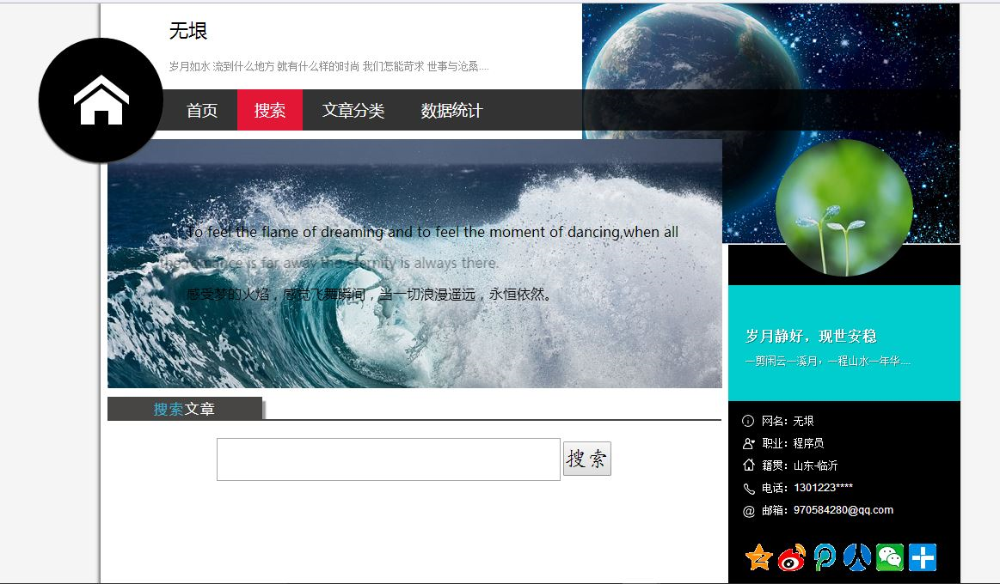 无垠
岁月如水 流到什么地方 就有什么样的时尚 我们怎能苛求 世事与沧桑....
首页 搜索 文章分类 数据统计
To feel the flame of dreaming and to feel the moment of dancing,when all
the romance is far away the eternity is always there.
感受梦的火焰，感觉飞舞瞬间，当一切浪漫遥远，永恒依然。
岁月静好，现世安稳
一剪闲云一溪月，一程山水一年华....
搜索文章
搜索
网名：无垠
职业：程序员
籍贯：山东-临沂
电话：1301223****
邮箱：970584280@qq.com